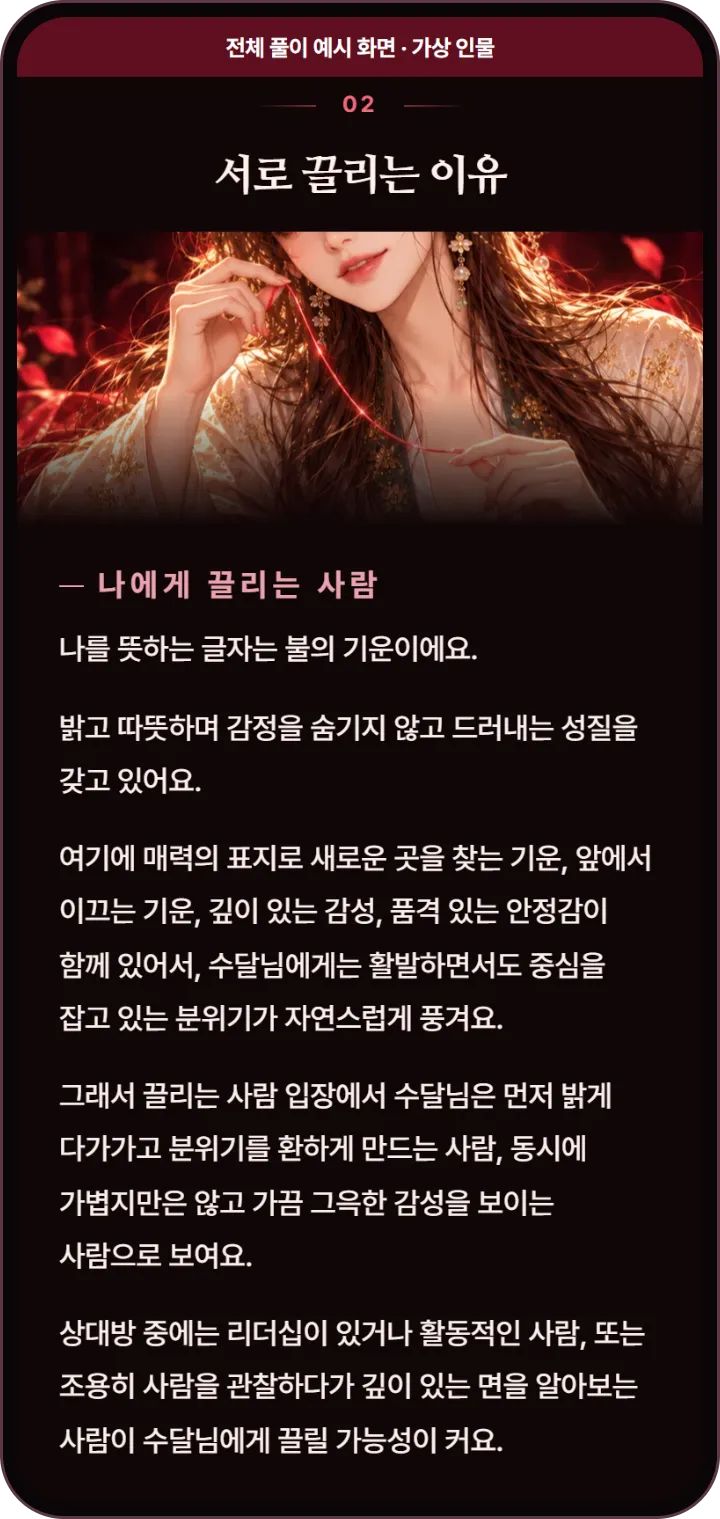 전체 풀이 예시 화면 · 가상 인물
02
서로 끌리는 이유
— 나에게 끌리는 사람
나를 뜻하는 글자는 불의 기운이에요.
밝고 따뜻하며 감정을 숨기지 않고 드러내는 성질을
갖고 있어요.
여기에 매력의 표지로 새로운 곳을 찾는 기운, 앞에서
이끄는 기운, 깊이 있는 감성, 품격 있는 안정감이
함께 있어서, 수달님에게는 활발하면서도 중심을
잡고 있는 분위기가 자연스럽게 풍겨요.
그래서 끌리는 사람 입장에서 수달님은 먼저 밝게
다가가고 분위기를 환하게 만드는 사람, 동시에
가볍지만은 않고 가끔 그윽한 감성을 보이는
사람으로 보여요.
상대방 중에는 리더십이 있거나 활동적인 사람, 또는
조용히 사람을 관찰하다가 깊이 있는 면을 알아보는
사람이 수달님에게 끌릴 가능성이 커요.